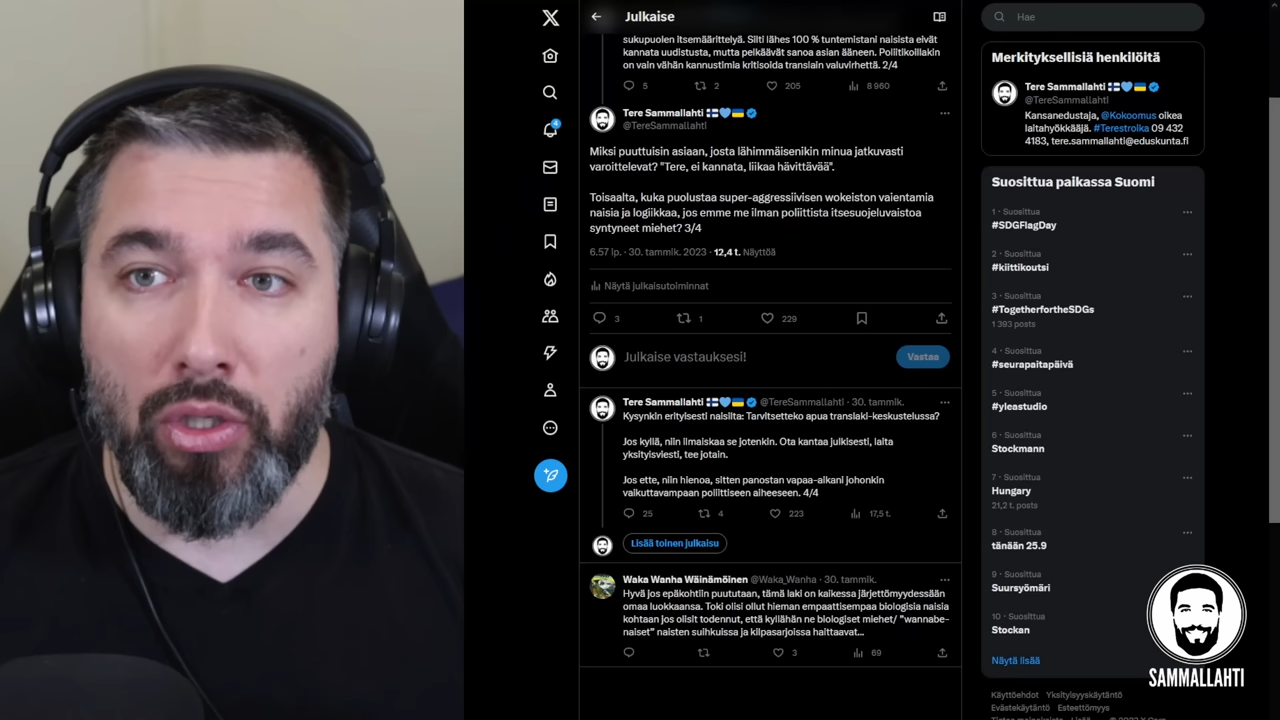 Julkaise
sukupuolen itsemäärittelyä. Silti lähes 100 % tuntemistani naisista eivät
kannata uudistusta, mutta pelkäävät sanoa asian ääneen. Poliitikoillakin
on vain vähän kannustimia kritisoida translain valuvirhettä. 2/4
5 2 205 8 960
Tere Sammallahti
@TereSammallahti
Miksi puuttuisin asiaan, josta lähimmäisenikin minua jatkuvasti
varoittelevat? "Tere, ei kannata, liikaa hävittävää".
Toisaalta, kuka puolustaa super-aggressiivisen wokeiston vaientamia
naisia ja logiikkaa, jos emme me ilman poliittista itsesuojeluvaistoa
syntyneet miehet? 3/4
6.57 ip. · 30. tammik. 2023 · 12,4 t. Näyttöä
Näytä julkaisutoiminnot
3 1 229
Julkaise vastauksesi!
Vastaa
Tere Sammallahti @TereSammallahti · 30. tammik.
Kysynkin erityisesti naisilta: Tarvitsetteko apua translaki-keskustelussa?
Jos kyllä, niin ilmaiskaa se jotenkin. Ota kantaa julkisesti, laita
yksityisviesti, tee jotain.
Jos ette, niin hienoa, sitten panostan vapaa-aikani johonkin
vaikuttavampaan poliittiseen aiheeseen. 4/4
25 4 223 17,5 t.
Lisää toinen julkaisu
Waka Wanha Wäinämöinen @Waka_Wanha · 30. tammik.
Hyvä jos epäkohtiin puututaan, tämä laki on kaikessa järjettömyydessään
omaa luokkaansa. Toki olisi ollut hieman empaattisempaa biologisia naisia
kohtaan jos olisit todennut, että kyllähän ne biologiset miehet/ "wannabe-
naiset" naisten suihkuissa ja kilpasarjoissa haittaavat...
3 69
Hae
Merkityksellisiä henkilöitä
Tere Sammallahti
@TereSammallahti
Kansanedustaja, @Kokoomus oikea
laitahyökkääjä. #Terestroika 09 432
4183, tere.sammallahti@eduskunta.fi
Suosittua paikassa Suomi
1 · Suosittua
#SDGFlagDay
2 · Suosittua
#kiittikoutsi
3 · Suosittua
#TogetherfortheSDGs
1 393 posts
4 · Suosittua
#seurapaitapäivä
5 · Suosittua
#yleastudio
6 · Suosittua
Stockmann
7 · Suosittua
Hungary
21,2 t. posts
8 · Suosittua
tänään 25.9
9 · Suosittua
Suursyömäri
10 · Suosittua
Stockan
Näytä lisää
SAMMALLAHTI
Käyttöehdot Yksityisyyskäytäntö
Evästekäytäntö Esteettömyys